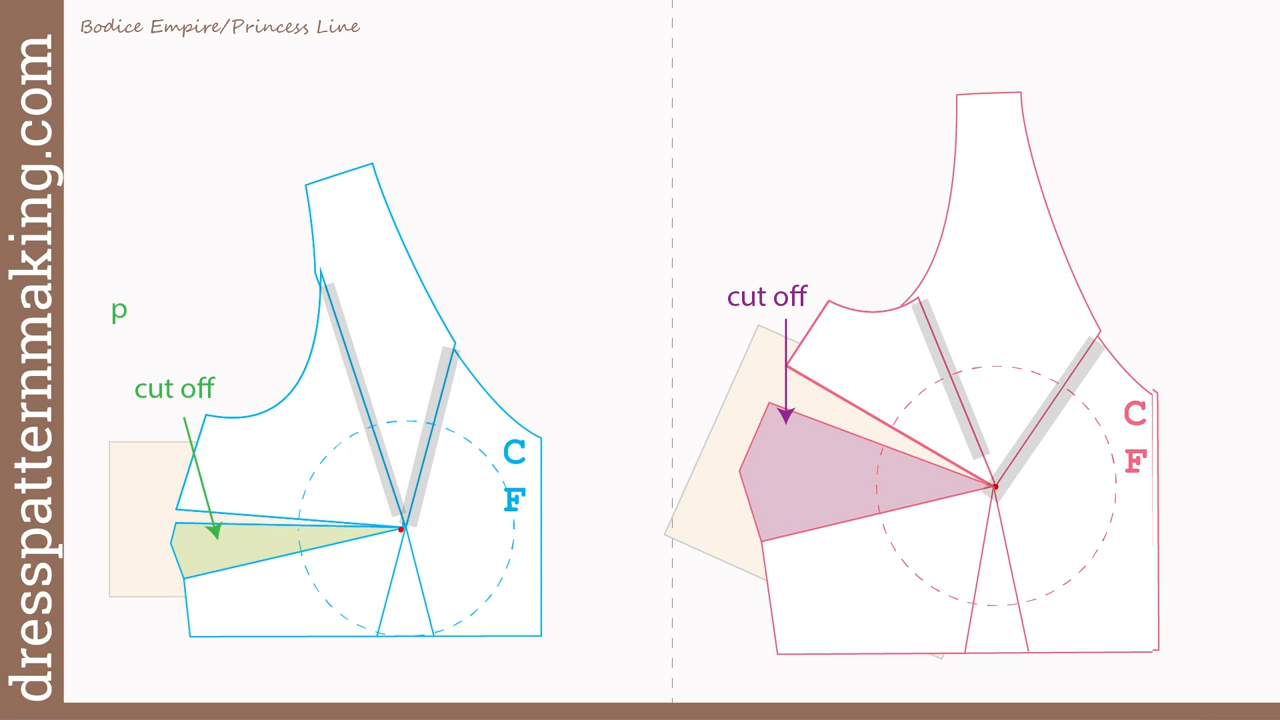 dresspatternmaking.com
Bodice Empire/Princess Line
p
cut off
C
F
cut off
C
F